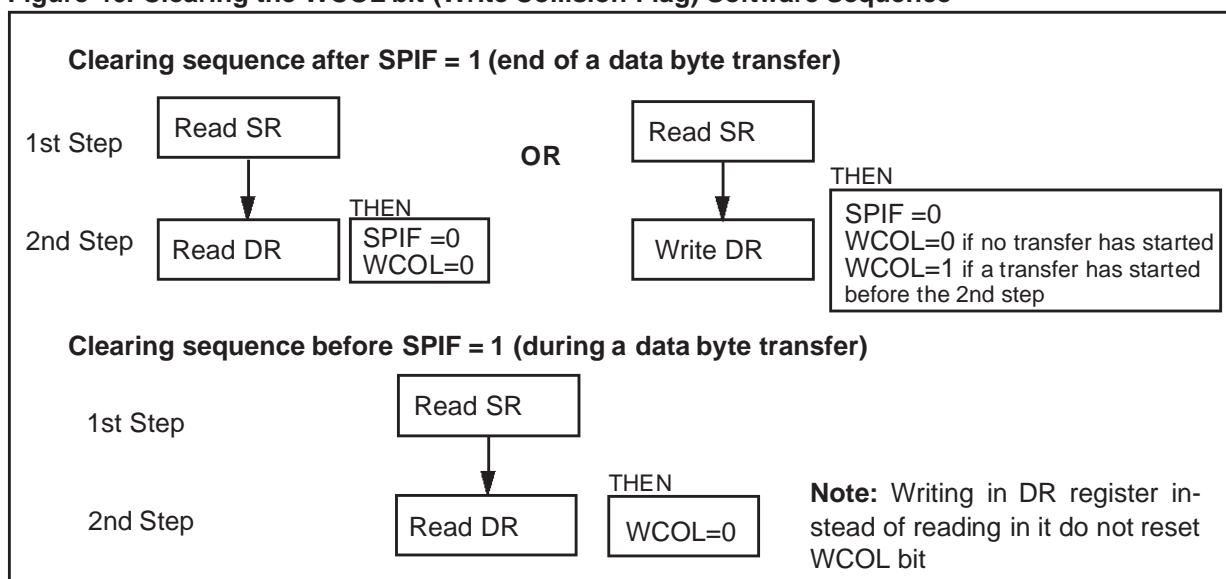 Clearing sequence after SPIF = 1 (end of a data byte transfer)
1st Step
Read SR
OR
Read SR
THEN
2nd Step
Read DR
THEN
SPIF =0
WCOL=0
Write DR
SPIF =0
WCOL=0 if no transfer has started
WCOL=1 if a transfer has started
before the 2nd step
Clearing sequence before SPIF = 1 (during a data byte transfer)
1st Step
Read SR
2nd Step
Read DR
THEN
WCOL=0
Note: Writing in DR register in-
stead of reading in it do not reset
WCOL bit